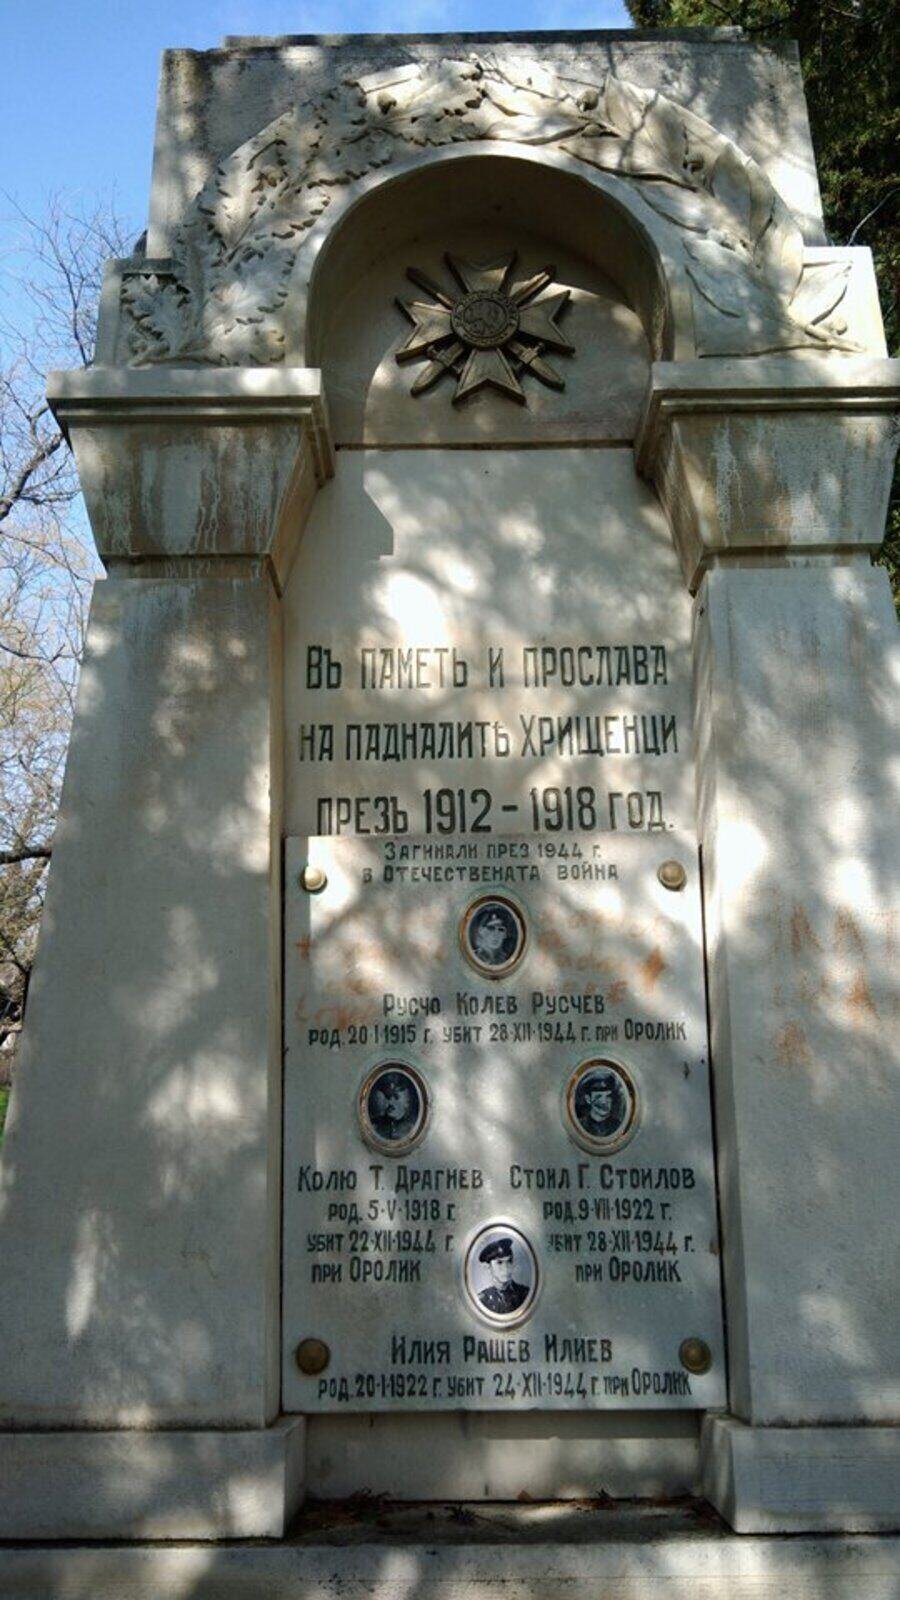 Въ память и прослава
на падналитѣ Хрищенци
презъ 1912 - 1918 год.
Загинали през 1944 г.
в Отечествената война
Русчо Колев Русчев
род. 20·I·1915 г. убит 28·XII·1944 г. при Оролик
Колю Т. Драгиев
род. 5·V·1918 г.
убит 22·XII·1944 г.
при Оролик
Стоил Г. Стоилов
род. 9·VII·1922 г.
убит 28·XII·1944 г.
при Оролик
Илия Рашев Илиев
род. 20·I·1922 г. убит 24·XII·1944 г. при Оролик